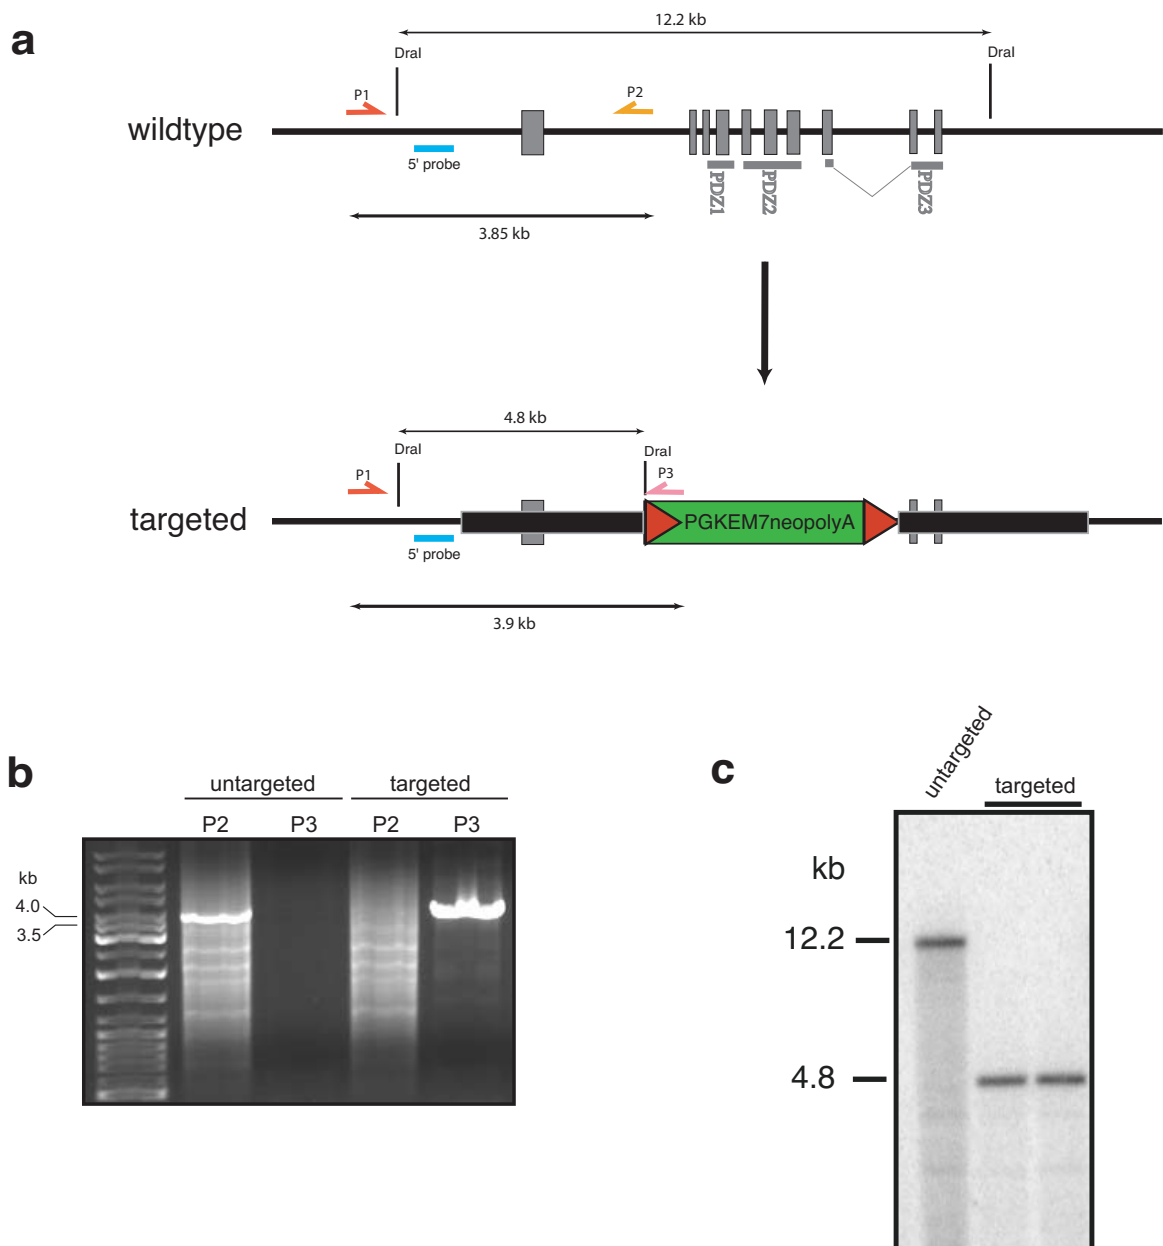 a
12.2 kb
DraI
DraI
P1
P2
wildtype
5' probe
PDZ1
PDZ2
PDZ3
3.85 kb
4.8 kb
DraI
DraI
P1
P3
targeted
PGKEM7neopolyA
5' probe
3.9 kb
b
untargeted
targeted
P2
P3
P2
P3
kb
4.0
3.5
c
untargeted
targeted
kb
12.2
4.8